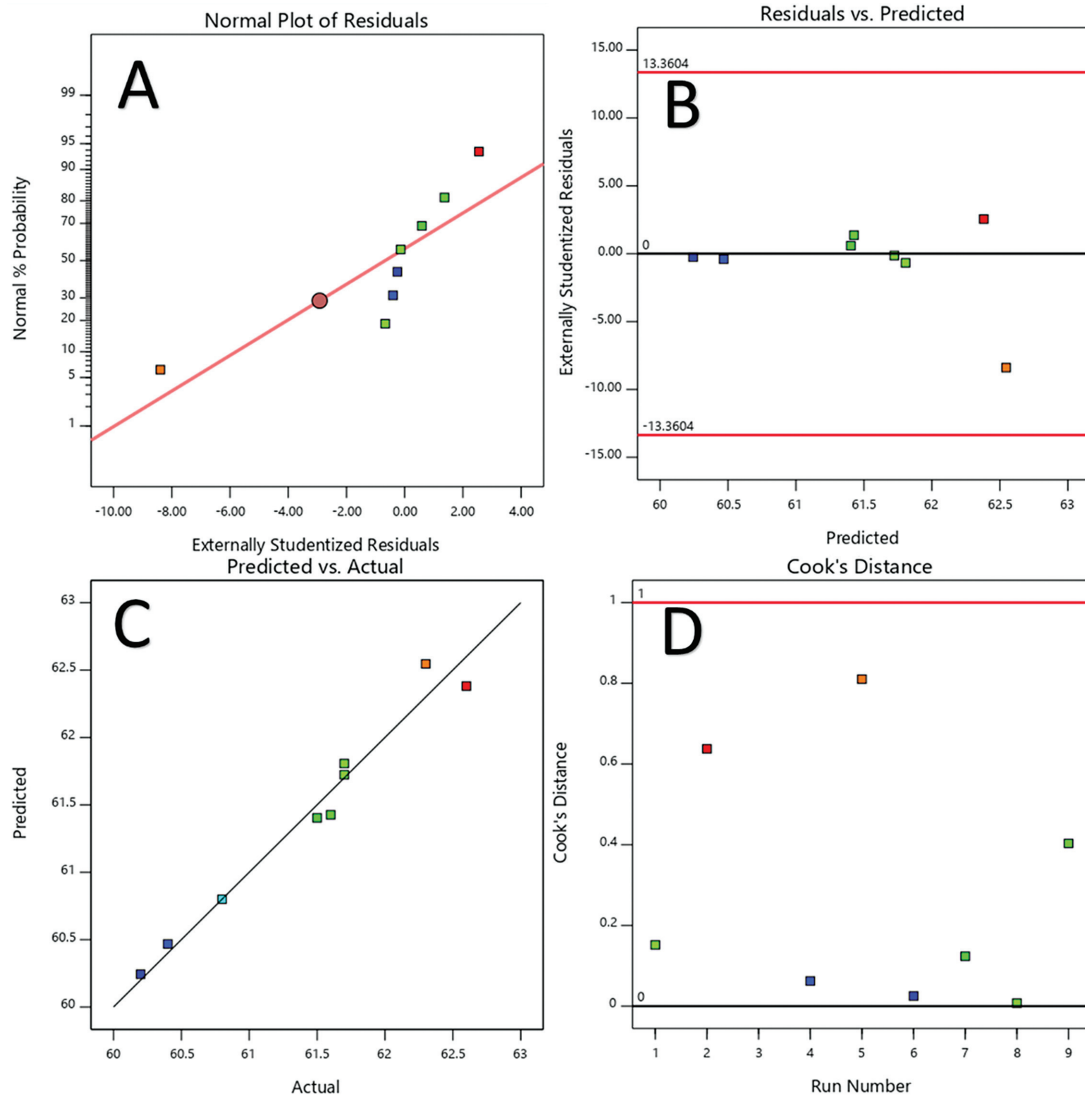 Normal Plot of Residuals
A
Normal % Probability
99
95
90
80
70
50
30
20
10
5
1
-10.00 -8.00 -6.00 -4.00 -2.00 0.00 2.00 4.00
Externally Studentized Residuals
Residuals vs. Predicted
B
Externally Studentized Residuals
15.00
10.00
5.00
0.00
-5.00
-10.00
-15.00
13.3604
0
-13.3604
60 60.5 61 61.5 62 62.5 63
Predicted
Predicted vs. Actual
C
Predicted
63
62.5
62
61.5
61
60.5
60
60 60.5 61 61.5 62 62.5 63
Actual
Cook's Distance
D
Cook's Distance
1
0.8
0.6
0.4
0.2
0
1
0
1 2 3 4 5 6 7 8 9
Run Number